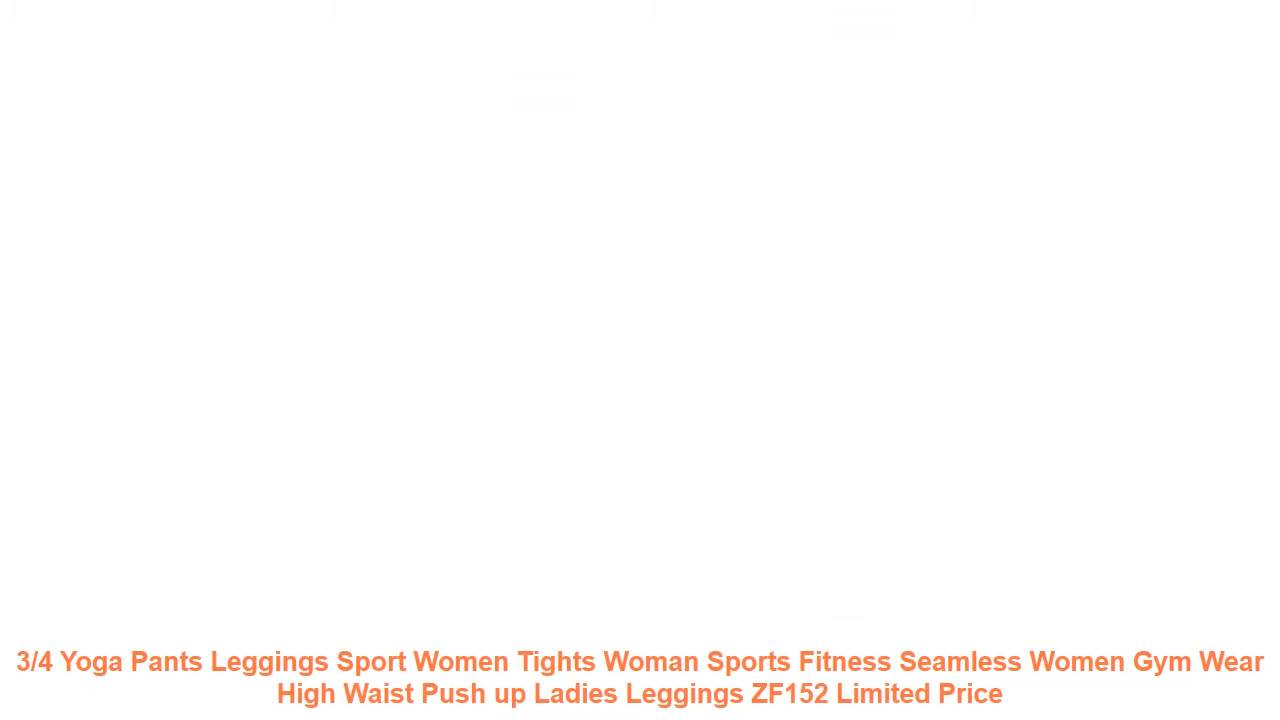 3/4 Yoga Pants Leggings Sport Women Tights Woman Sports Fitness Seamless Women Gym Wear
High Waist Push up Ladies Leggings ZF152 Limited Price